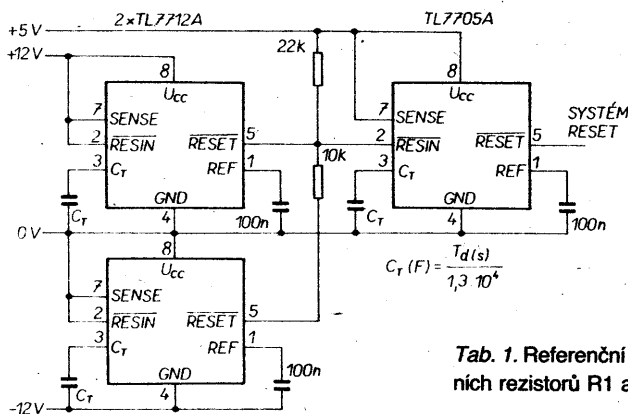 2×TL7712A
TL7705A
+5 V
+12V
22k
8
Ucc
7 SENSE
2 RESIN
3 CT
RESET 5
REF 1
GND
4
CT
100n
10k
8
Ucc
7 SENSE
2 RESIN
3 CT
RESET 5
REF 1
GND
4
CT
100n
SYSTÉM
RESET
0 V
8
Ucc
7 SENSE
2 RESIN
3 CT
RESET 5
REF 1
GND
4
CT
100n
-12V
CT (F) = Td(s) / 1,3 · 10⁴
Tab. 1. Referenční
ních rezistorů R1 a